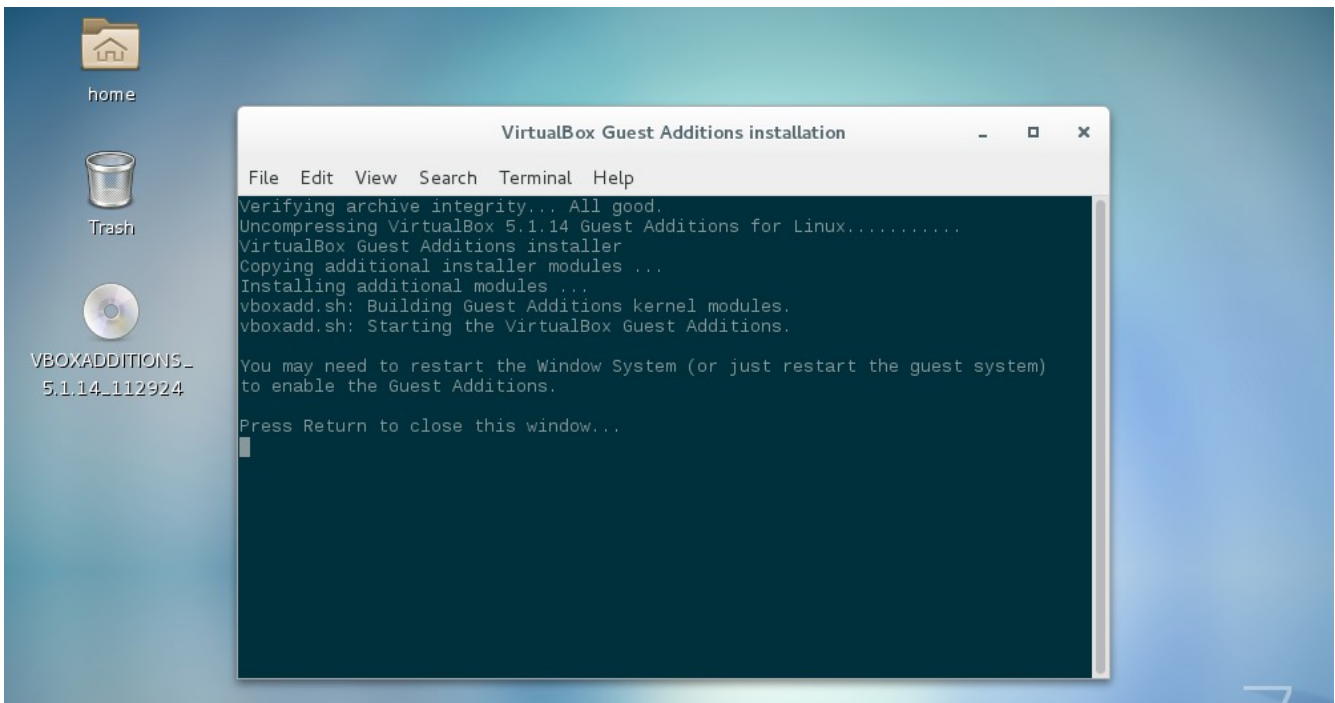 home
Trash
VBOXADDITIONS_
5.1.14_112924
VirtualBox Guest Additions installation
File Edit View Search Terminal Help
Verifying archive integrity... All good.
Uncompressing VirtualBox 5.1.14 Guest Additions for Linux...........
VirtualBox Guest Additions installer
Copying additional installer modules ...
Installing additional modules ...
vboxadd.sh: Building Guest Additions kernel modules.
vboxadd.sh: Starting the VirtualBox Guest Additions.
You may need to restart the Window System (or just restart the guest system)
to enable the Guest Additions.
Press Return to close this window...